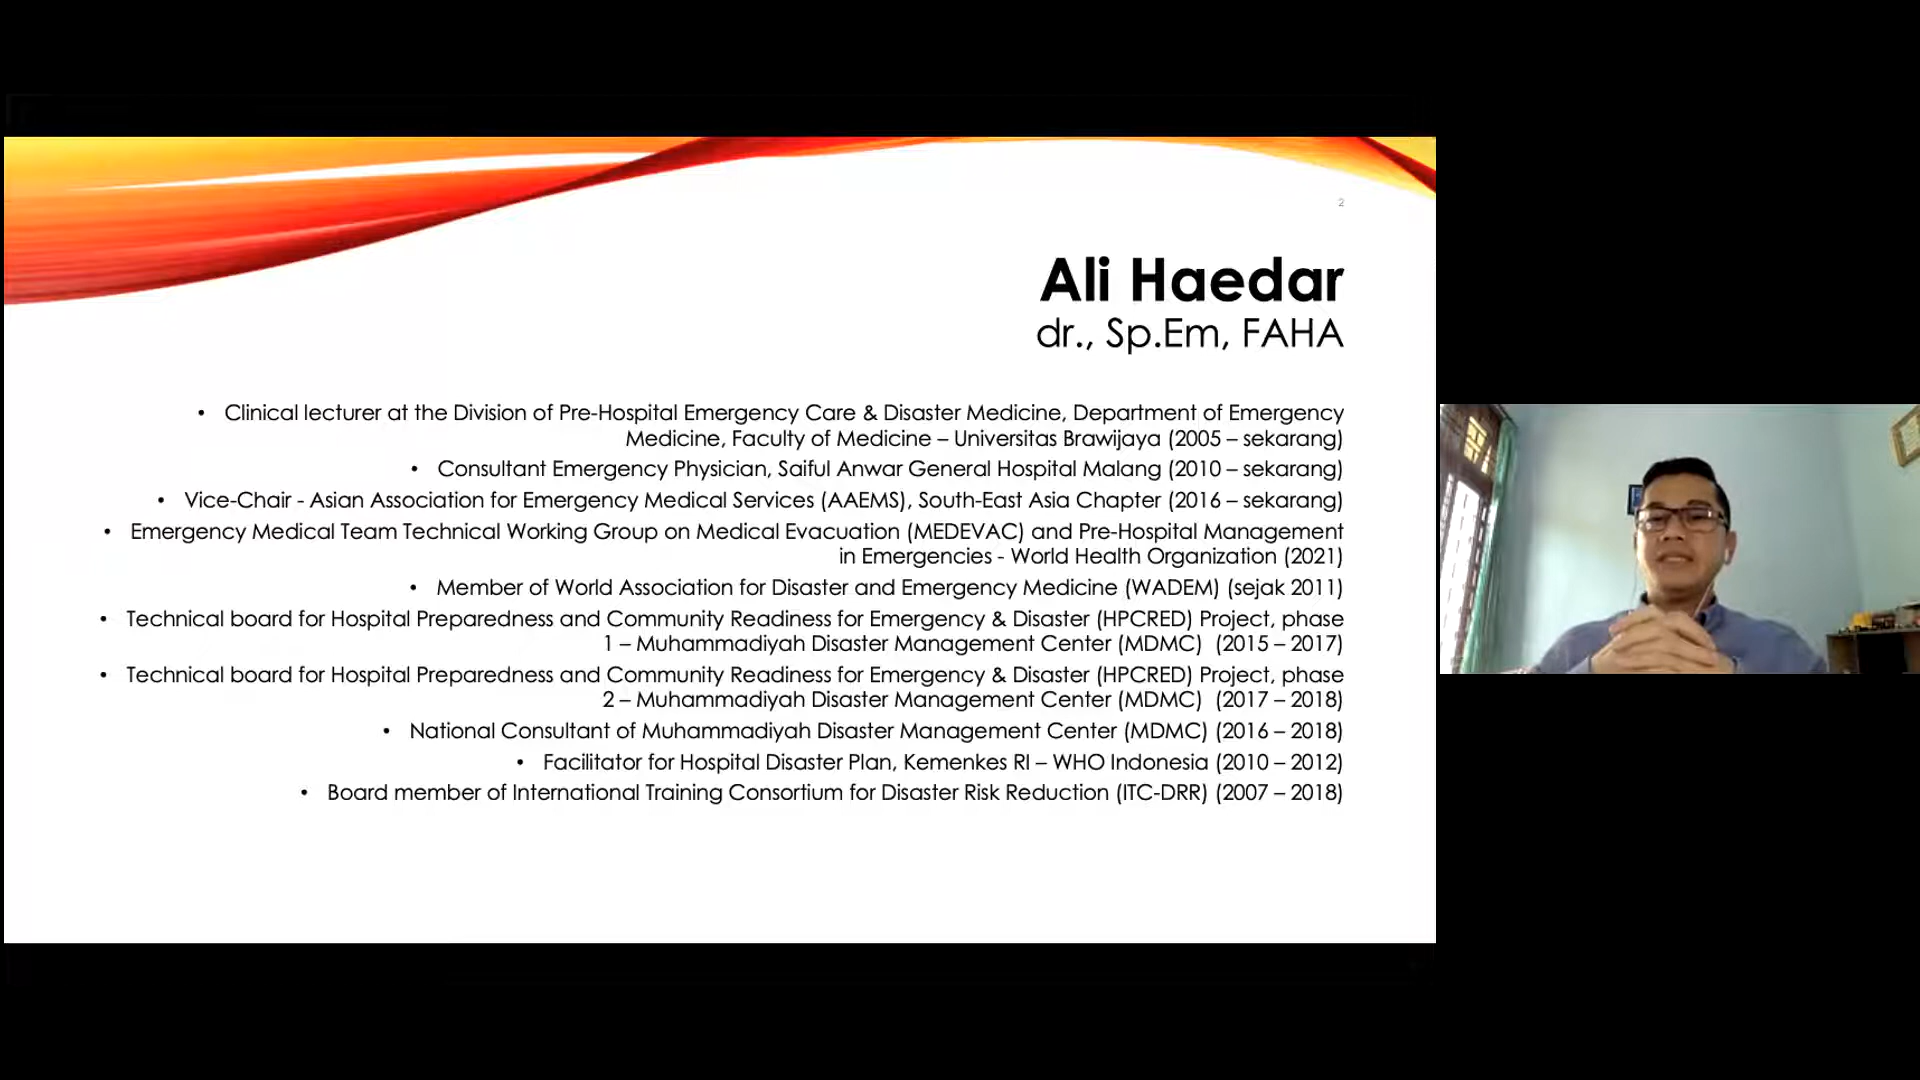 2
Ali Haedar
dr., Sp.Em, FAHA
• Clinical lecturer at the Division of Pre-Hospital Emergency Care & Disaster Medicine, Department of Emergency
Medicine, Faculty of Medicine – Universitas Brawijaya (2005 – sekarang)
• Consultant Emergency Physician, Saiful Anwar General Hospital Malang (2010 – sekarang)
• Vice-Chair - Asian Association for Emergency Medical Services (AAEMS), South-East Asia Chapter (2016 – sekarang)
• Emergency Medical Team Technical Working Group on Medical Evacuation (MEDEVAC) and Pre-Hospital Management
in Emergencies - World Health Organization (2021)
• Member of World Association for Disaster and Emergency Medicine (WADEM) (sejak 2011)
• Technical board for Hospital Preparedness and Community Readiness for Emergency & Disaster (HPCRED) Project, phase
1 – Muhammadiyah Disaster Management Center (MDMC) (2015 – 2017)
• Technical board for Hospital Preparedness and Community Readiness for Emergency & Disaster (HPCRED) Project, phase
2 – Muhammadiyah Disaster Management Center (MDMC) (2017 – 2018)
• National Consultant of Muhammadiyah Disaster Management Center (MDMC) (2016 – 2018)
• Facilitator for Hospital Disaster Plan, Kemenkes RI – WHO Indonesia (2010 – 2012)
• Board member of International Training Consortium for Disaster Risk Reduction (ITC-DRR) (2007 – 2018)